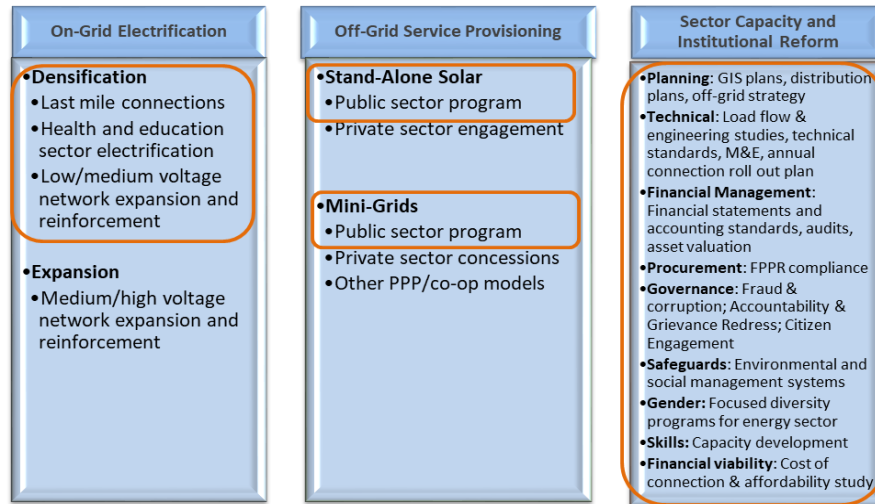 On-Grid Electrification
•Densification
•Last mile connections
•Health and education
sector electrification
•Low/medium voltage
network expansion and
reinforcement
•Expansion
•Medium/high voltage
network expansion and
reinforcement
Off-Grid Service Provisioning
•Stand-Alone Solar
•Public sector program
•Private sector engagement
•Mini-Grids
•Public sector program
•Private sector concessions
•Other PPP/co-op models
Sector Capacity and
Institutional Reform
•Planning: GIS plans, distribution
plans, off-grid strategy
•Technical: Load flow &
engineering studies, technical
standards, M&E, annual
connection roll out plan
•Financial Management:
Financial statements and
accounting standards, audits,
asset valuation
•Procurement: FPPR compliance
•Governance: Fraud &
corruption; Accountability &
Grievance Redress; Citizen
Engagement
•Safeguards: Environmental and
social management systems
•Gender: Focused diversity
programs for energy sector
•Skills: Capacity development
•Financial viability: Cost of
connection & affordability study